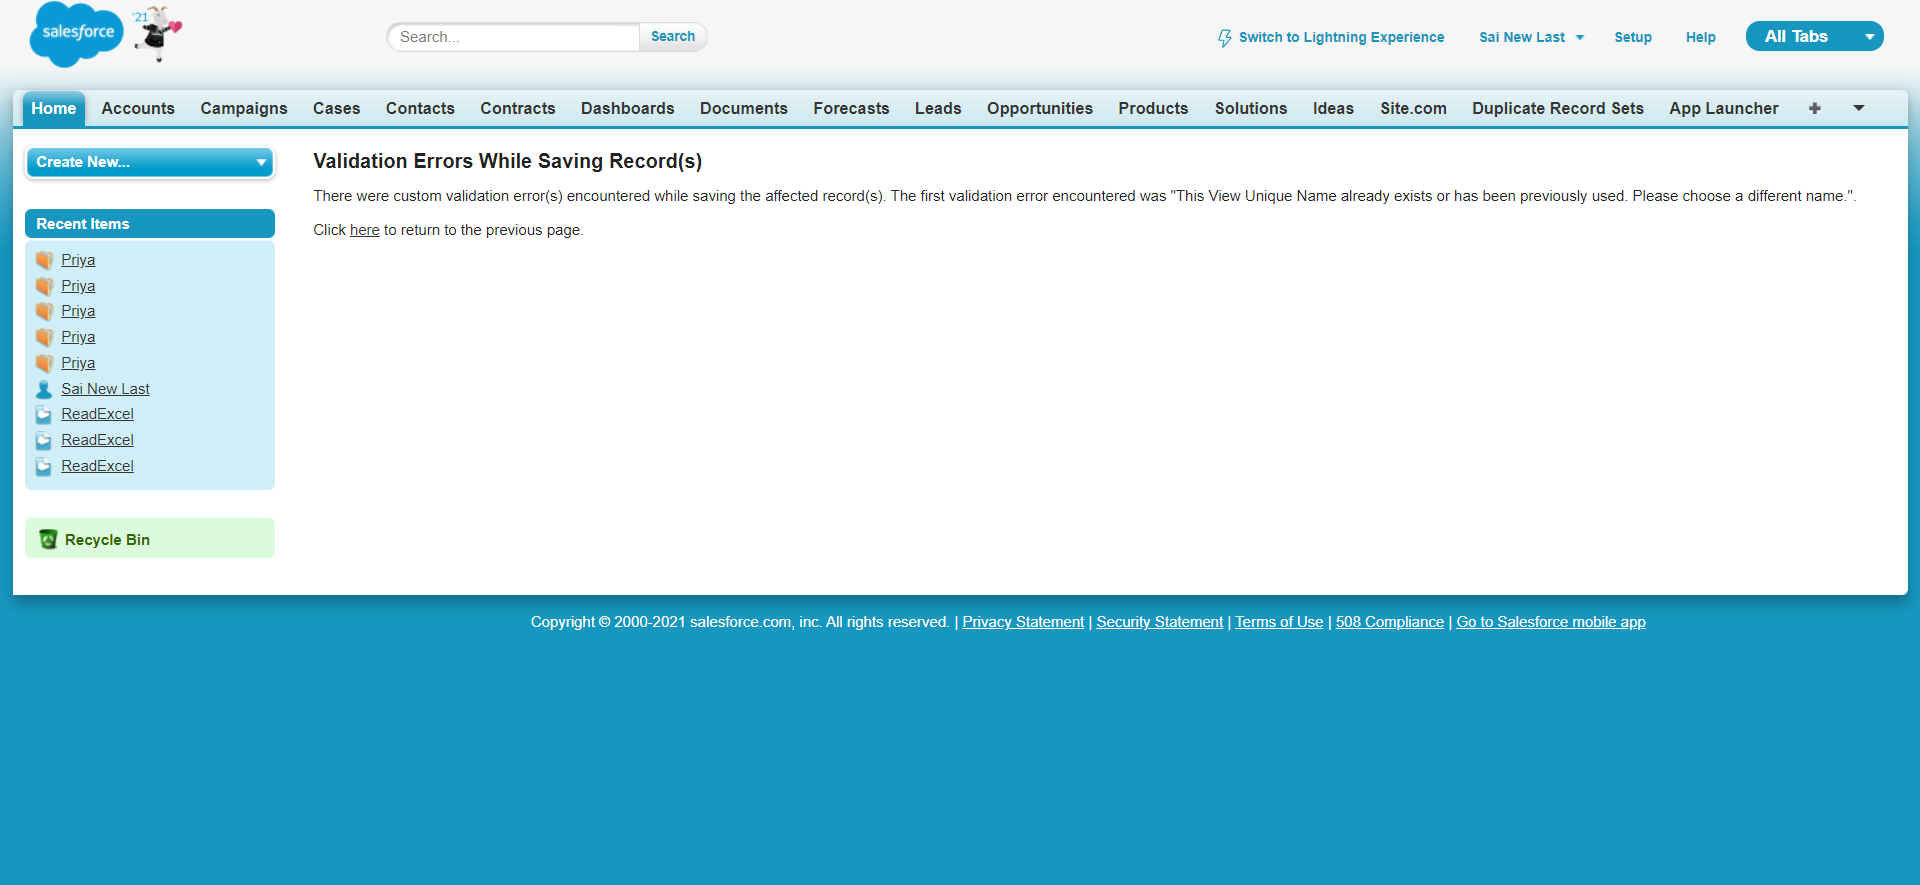 salesforce
'21
Search...
Search
Switch to Lightning Experience
Sai New Last
Setup
Help
All Tabs
Home Accounts Campaigns Cases Contacts Contracts Dashboards Documents Forecasts Leads Opportunities Products Solutions Ideas Site.com Duplicate Record Sets App Launcher
Create New...
Recent Items
Priya
Priya
Priya
Priya
Priya
Sai New Last
ReadExcel
ReadExcel
ReadExcel
Recycle Bin
Validation Errors While Saving Record(s)
There were custom validation error(s) encountered while saving the affected record(s). The first validation error encountered was "This View Unique Name already exists or has been previously used. Please choose a different name.".
Click here to return to the previous page.
Copyright © 2000-2021 salesforce.com, inc. All rights reserved. | Privacy Statement | Security Statement | Terms of Use | 508 Compliance | Go to Salesforce mobile app